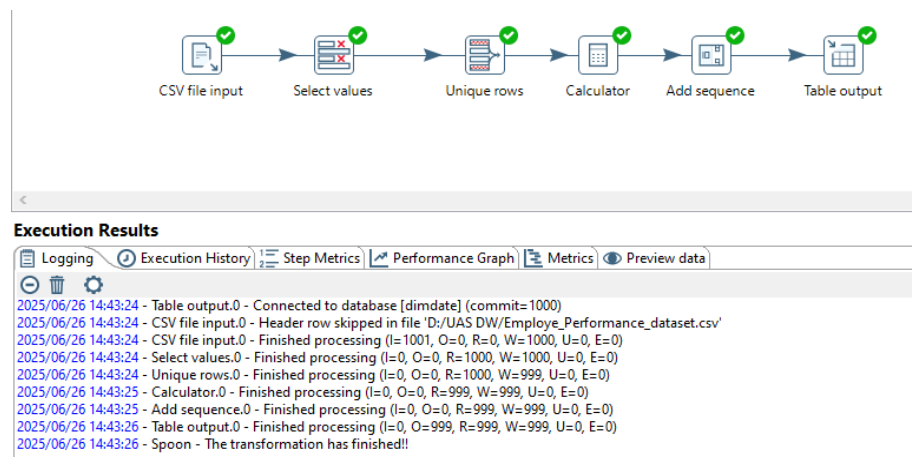 CSV file input Select values Unique rows Calculator Add sequence Table output
Execution Results
Logging Execution History Step Metrics Performance Graph Metrics Preview data
2025/06/26 14:43:24 - Table output.0 - Connected to database [dimdate] (commit=1000)
2025/06/26 14:43:24 - CSV file input.0 - Header row skipped in file 'D:/UAS DW/Employe_Performance_dataset.csv'
2025/06/26 14:43:24 - CSV file input.0 - Finished processing (I=1001, O=0, R=0, W=1000, U=0, E=0)
2025/06/26 14:43:24 - Select values.0 - Finished processing (I=0, O=0, R=1000, W=1000, U=0, E=0)
2025/06/26 14:43:24 - Unique rows.0 - Finished processing (I=0, O=0, R=1000, W=999, U=0, E=0)
2025/06/26 14:43:25 - Calculator.0 - Finished processing (I=0, O=0, R=999, W=999, U=0, E=0)
2025/06/26 14:43:25 - Add sequence.0 - Finished processing (I=0, O=0, R=999, W=999, U=0, E=0)
2025/06/26 14:43:26 - Table output.0 - Finished processing (I=0, O=999, R=999, W=999, U=0, E=0)
2025/06/26 14:43:26 - Spoon - The transformation has finished!!